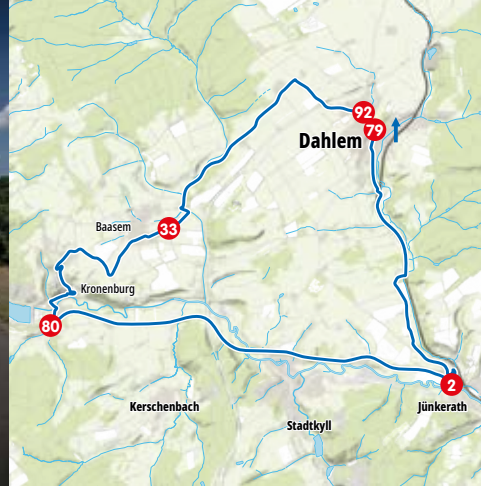 92
79
Dahlem
33
Baasem
Kronenburg
80
2
Kerschenbach
Jünkerath
Stadtkyll